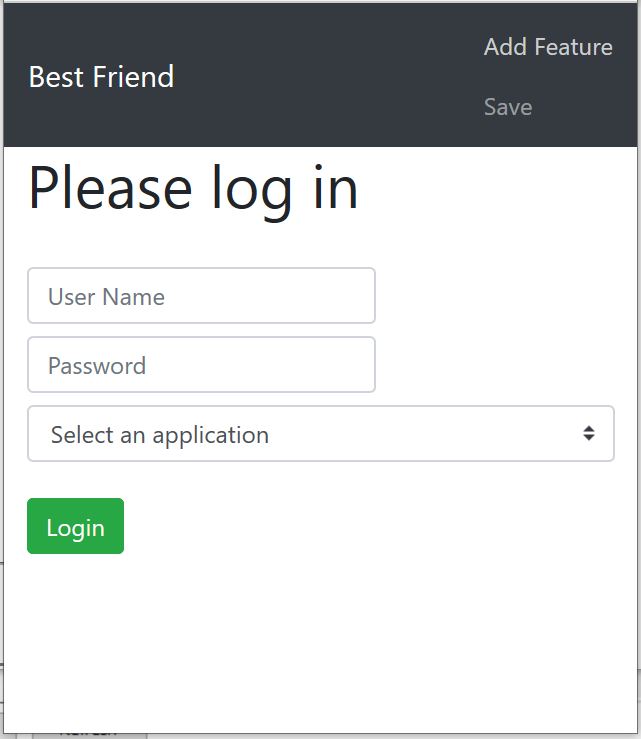 Best Friend
Add Feature
Save
Please log in
User Name
Password
Select an application
Login